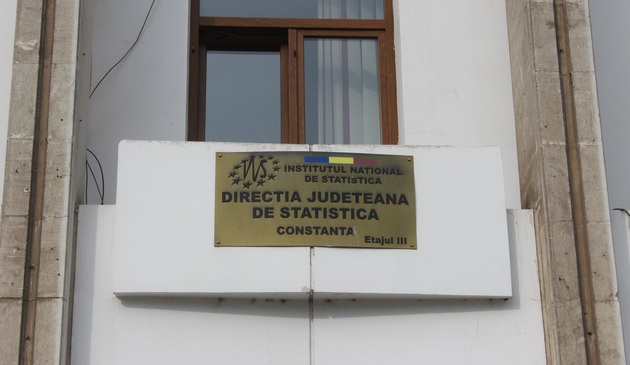 INS
INSTITUTUL NATIONAL
DE STATISTICA
DIRECTIA JUDETEANA
DE STATISTICA
CONSTANTA
Etajul III